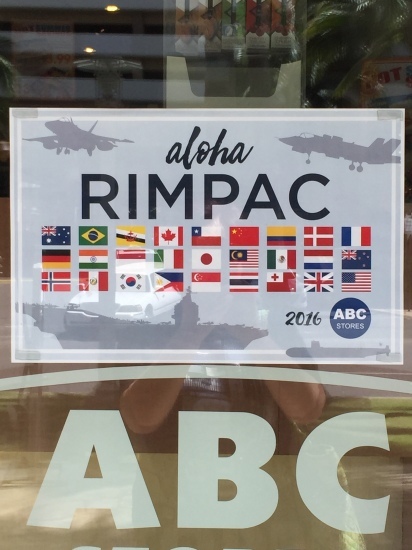 aloha
RIMPAC
2016 ABC
STORES
ABC